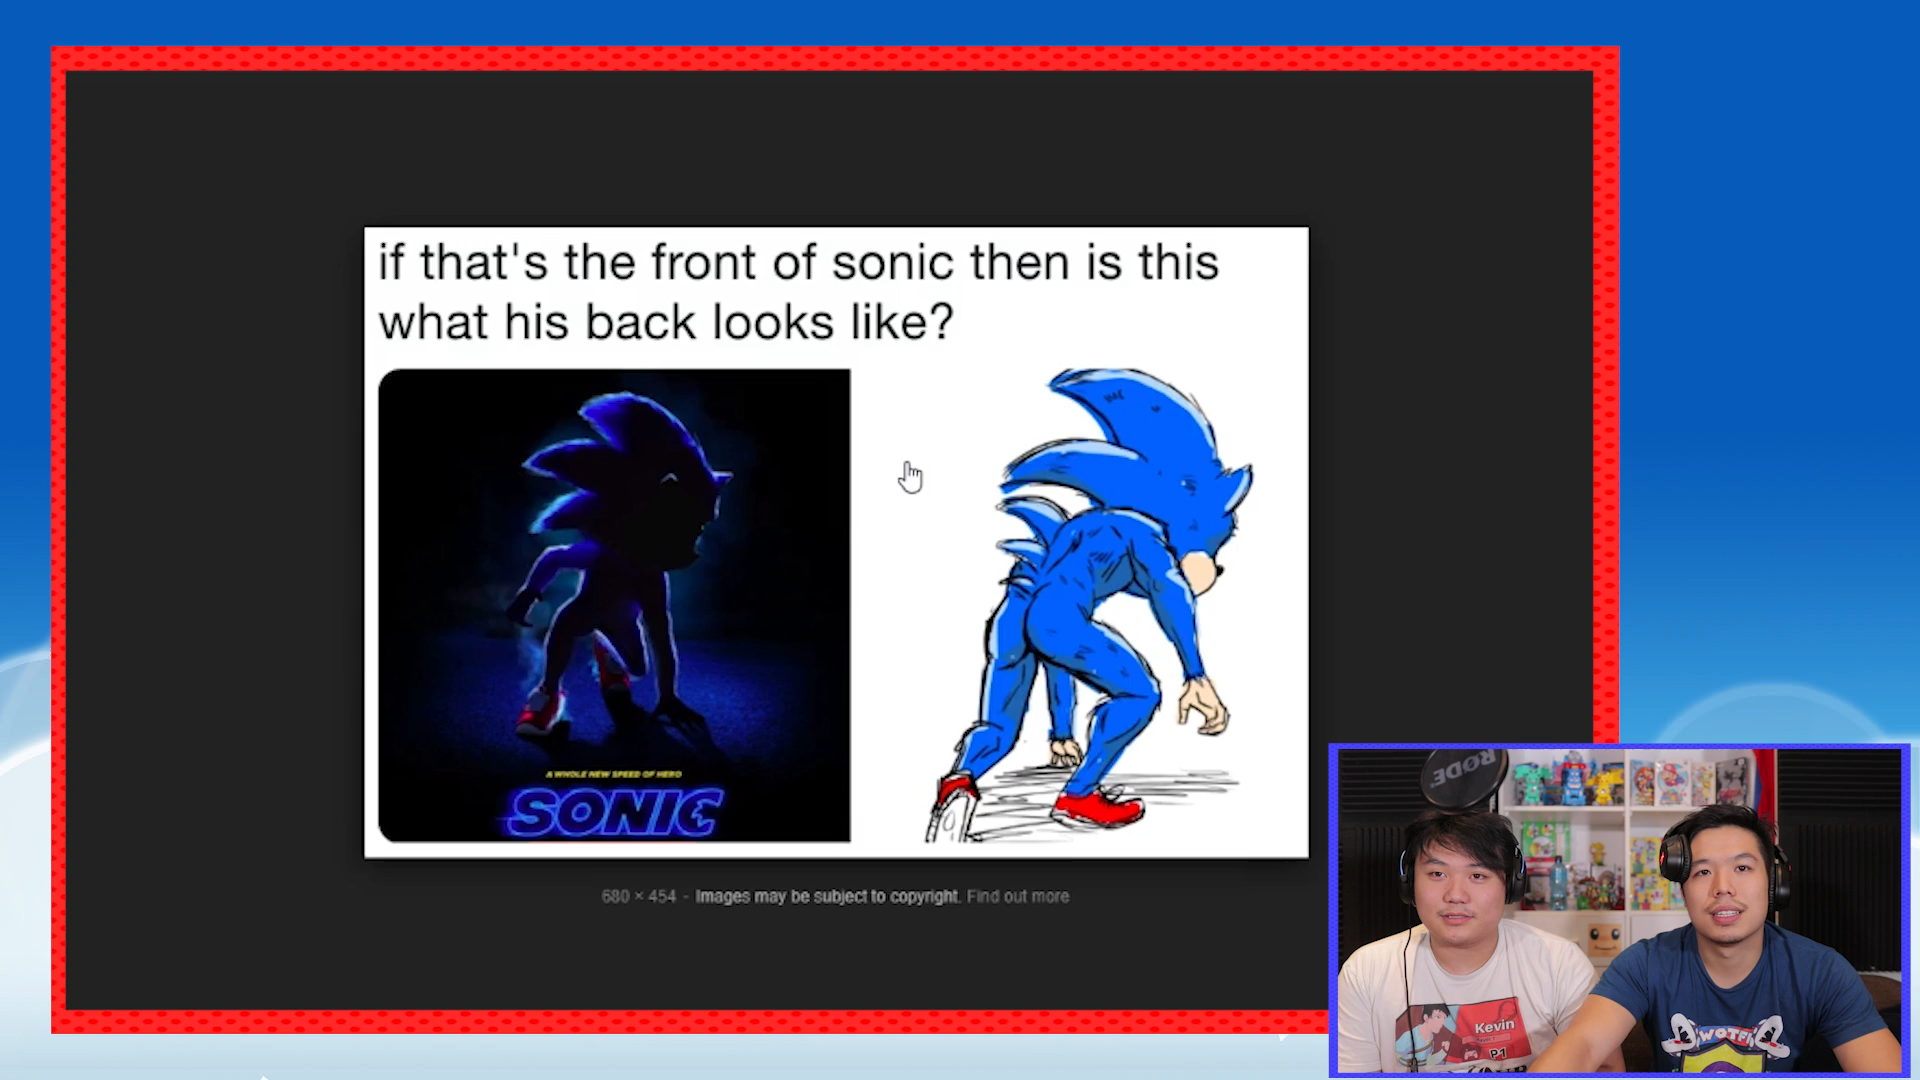 if that's the front of sonic then is this
what his back looks like?
A WHOLE NEW SPEED OF HERO
SONIC
680 × 454 - Images may be subject to copyright. Find out more
RØDE
Kevin
P1